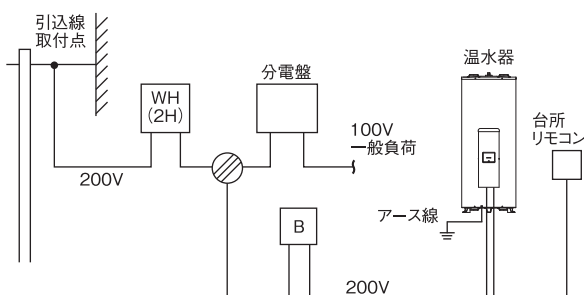 引込線
取付点
WH
(2H)
分電盤
100V
一般負荷
200V
B
200V
温水器
アース線
台所
リモコン